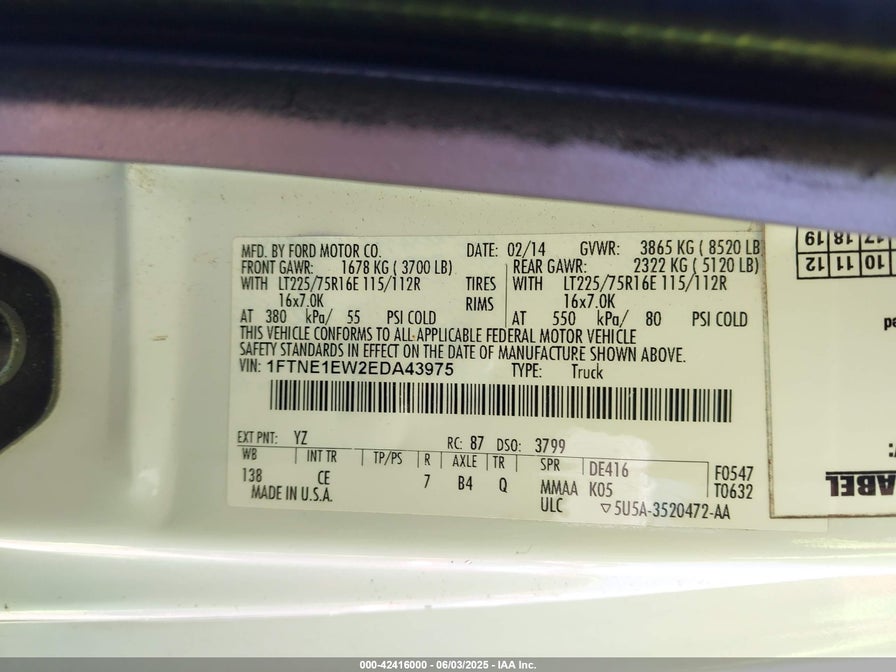 MFD. BY FORD MOTOR CO. DATE: 02/14 GVWR: 3865 KG ( 8520 LB
FRONT GAWR: 1678 KG ( 3700 LB) REAR GAWR: 2322 KG ( 5120 LB)
WITH LT225/75R16E 115/112R TIRES WITH LT225/75R16E 115/112R
16x7.0K RIMS 16x7.0K
AT 380 kPa/ 55 PSI COLD AT 550 kPa/ 80 PSI COLD
THIS VEHICLE CONFORMS TO ALL APPLICABLE FEDERAL MOTOR VEHICLE
SAFETY STANDARDS IN EFFECT ON THE DATE OF MANUFACTURE SHOWN ABOVE.
VIN: 1FTNE1EW2EDA43975 TYPE: Truck
EXT PNT: YZ RC: 87 DSO: 3799
WB INT TR TP/PS R AXLE TR SPR DE416 F0547
138 CE 7 B4 Q MMAA K05 T0632
MADE IN U.S.A. ULC ▽5U5A-3520472-AA
17 18 19
10 11 12
ABEL
000-42416000 - 06/03/2025 - IAA Inc.